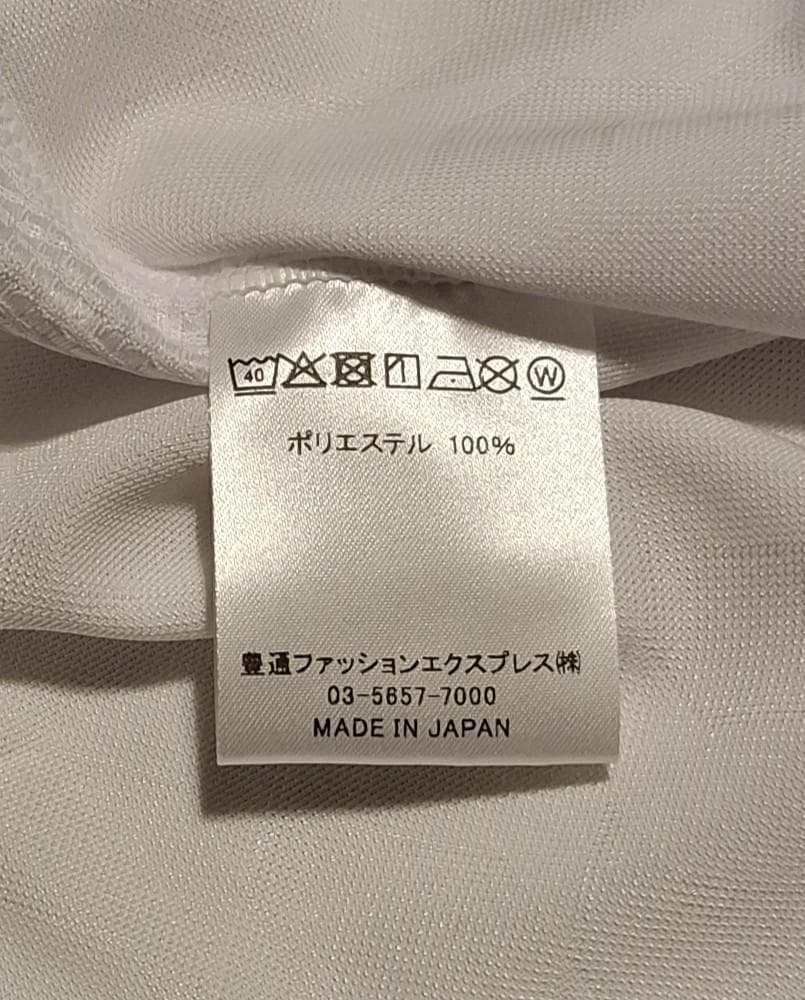 40 W
ポリエステル 100%
豊通ファッションエクスプレス㈱
03-5657-7000
MADE IN JAPAN